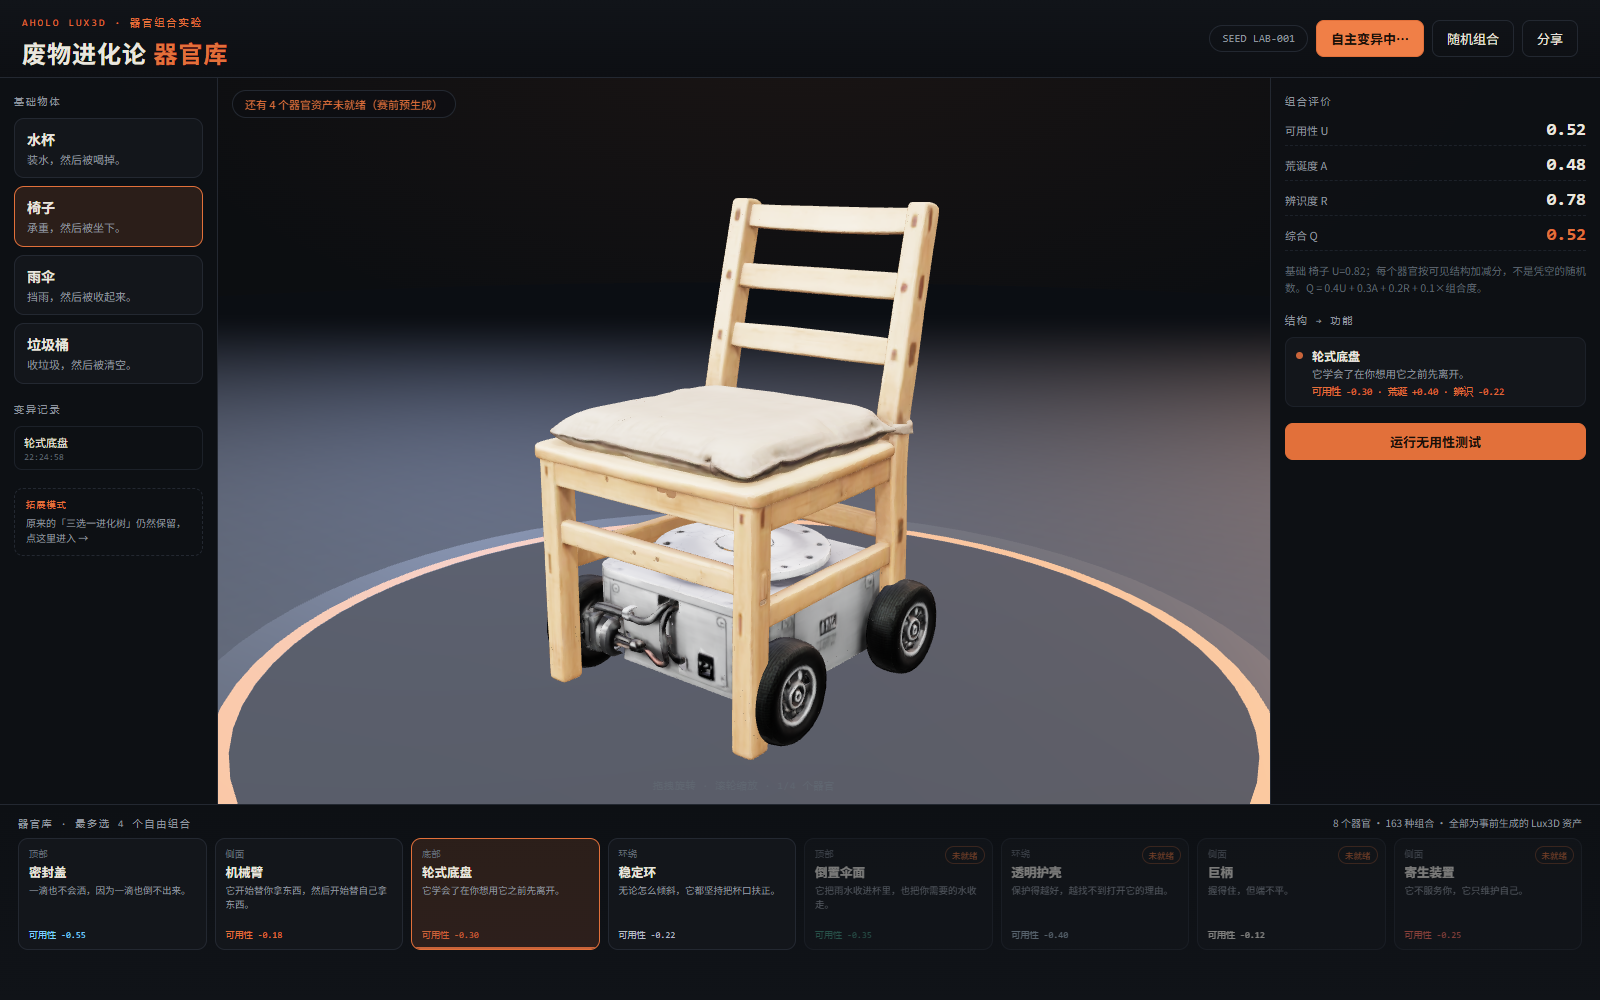 AHOLO LUX3D · 器官组合实验
废物进化论 器官库
SEED LAB-001
自主变异中···
随机组合
分享
基础物体
水杯
装水，然后被喝掉。
椅子
承重，然后被坐下。
雨伞
挡雨，然后被收起来。
垃圾桶
收垃圾，然后被清空。
变异记录
轮式底盘
22:24:58
拓展模式
原来的「三选一进化树」仍然保留，
点这里进入 →
还有 4 个器官资产未就绪（赛前预生成）
组合评价
可用性 U
0.52
荒诞度 A
0.48
辨识度 R
0.78
综合 Q
0.52
基础 椅子 U=0.82；每个器官按可见结构加减分，不是凭空的随机
数。Q = 0.4U + 0.3A + 0.2R + 0.1×组合度。
结构 → 功能
轮式底盘
它学会了在你想用它之前先离开。
可用性 -0.30 · 荒诞 +0.40 · 辨识 -0.22
运行无用性测试
器官库 · 最多选 4 个自由组合
8 个器官 · 163 种组合 · 全部为事前生成的 Lux3D 资产
顶部
密封盖
一滴也不会洒，因为一滴也倒不出来。
可用性 -0.55
侧面
机械臂
它开始替你拿东西，然后开始替自己拿
东西。
可用性 -0.18
底部
轮式底盘
它学会了在你想用它之前先离开。
可用性 -0.30
环绕
稳定环
无论怎么倾斜，它都坚持把杯口扶正。
可用性 -0.22
顶部
未就绪
倒置伞面
它把雨水收进杯里，也把你需要的水收
走。
可用性 -0.35
环绕
未就绪
透明护壳
保护得越好，越找不到打开它的理由。
可用性 -0.40
侧面
未就绪
巨柄
握得住，但端不平。
可用性 -0.12
侧面
未就绪
寄生装置
它不服务你，它只维护自己。
可用性 -0.25